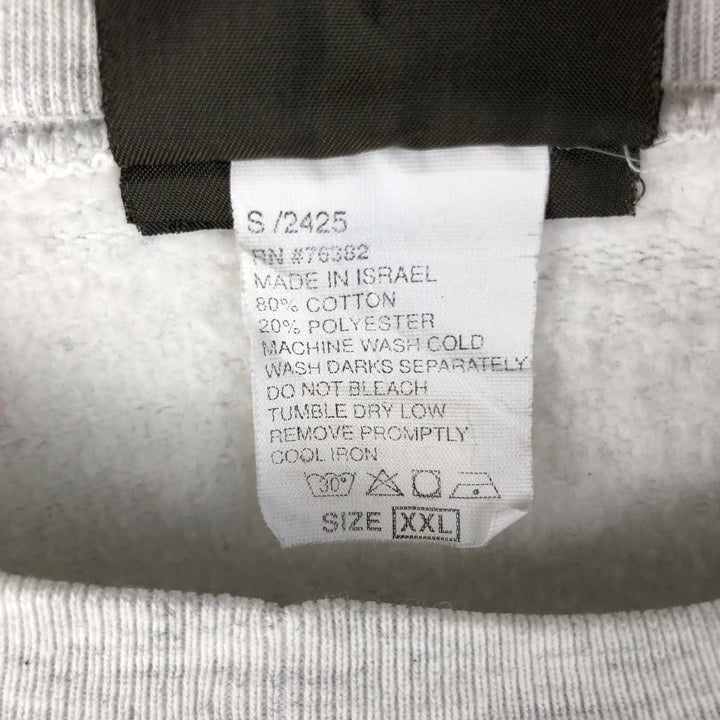 S /2425
RN #76382
MADE IN ISRAEL
80% COTTON
20% POLYESTER
MACHINE WASH COLD
WASH DARKS SEPARATELY
DO NOT BLEACH
TUMBLE DRY LOW
REMOVE PROMPTLY
COOL IRON
30°
SIZE XXL